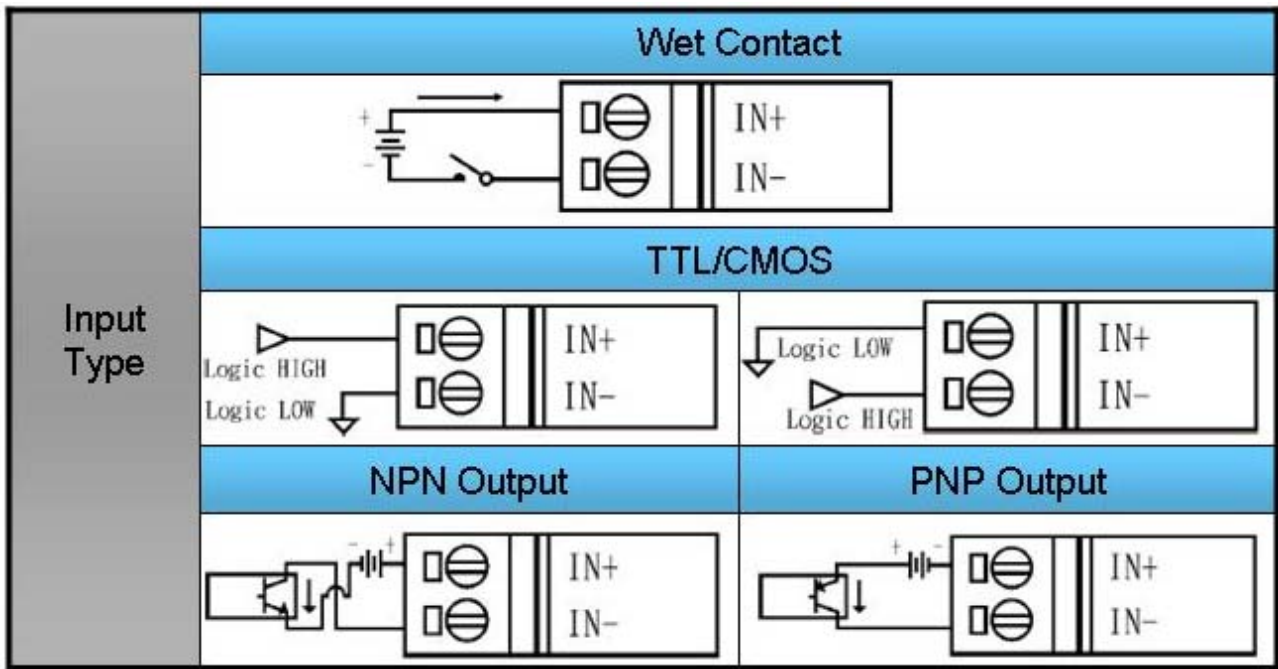 Input
Type
Wet Contact
+
-
IN+
IN-
TTL/CMOS
Logic HIGH
Logic LOW
IN+
IN-
Logic LOW
Logic HIGH
IN+
IN-
NPN Output
PNP Output
- +
IN+
IN-
+ -
IN+
IN-